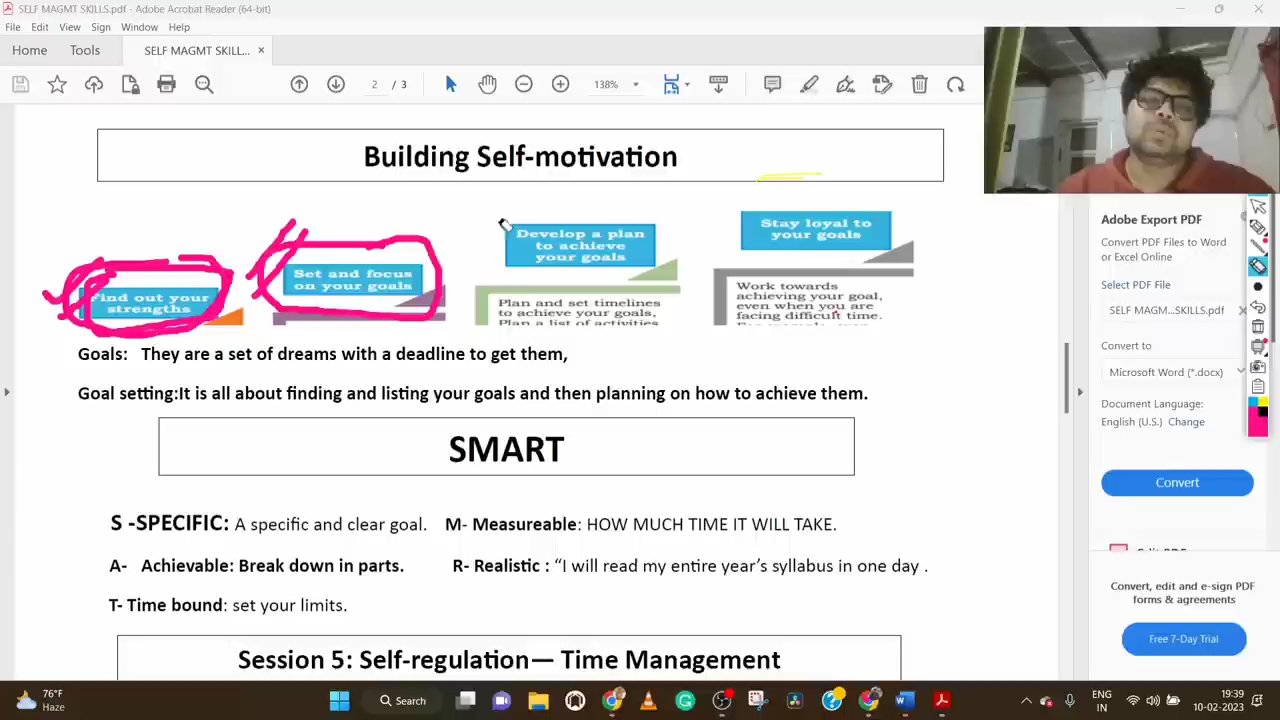 SELF MAGMT SKILLS.pdf - Adobe Acrobat Reader (64-bit)
File Edit View Sign Window Help
Home Tools SELF MAGMT SKILL... ×
2 / 3 138%
Building Self-motivation
Find out your
strengths
Set and focus
on your goals
Develop a plan
to achieve
your goals
Plan and set timelines
to achieve your goals,
Plan a list of activities
Stay loyal to
your goals
Work towards
achieving your goal,
even when you are
facing difficult time.
Goals: They are a set of dreams with a deadline to get them,
Goal setting:It is all about finding and listing your goals and then planning on how to achieve them.
SMART
S -SPECIFIC: A specific and clear goal. M- Measureable: HOW MUCH TIME IT WILL TAKE.
A- Achievable: Break down in parts. R- Realistic : “I will read my entire year’s syllabus in one day .
T- Time bound: set your limits.
Session 5: Self-regulation— Time Management
Adobe Export PDF
Convert PDF Files to Word
or Excel Online
Select PDF File
SELF MAGM...SKILLS.pdf
Convert to
Microsoft Word (*.docx)
Document Language:
English (U.S.) Change
Convert
Edit PDF
Convert, edit and e-sign PDF
forms & agreements
Free 7-Day Trial
76°F
Haze
Search
ENG
IN
19:39
10-02-2023